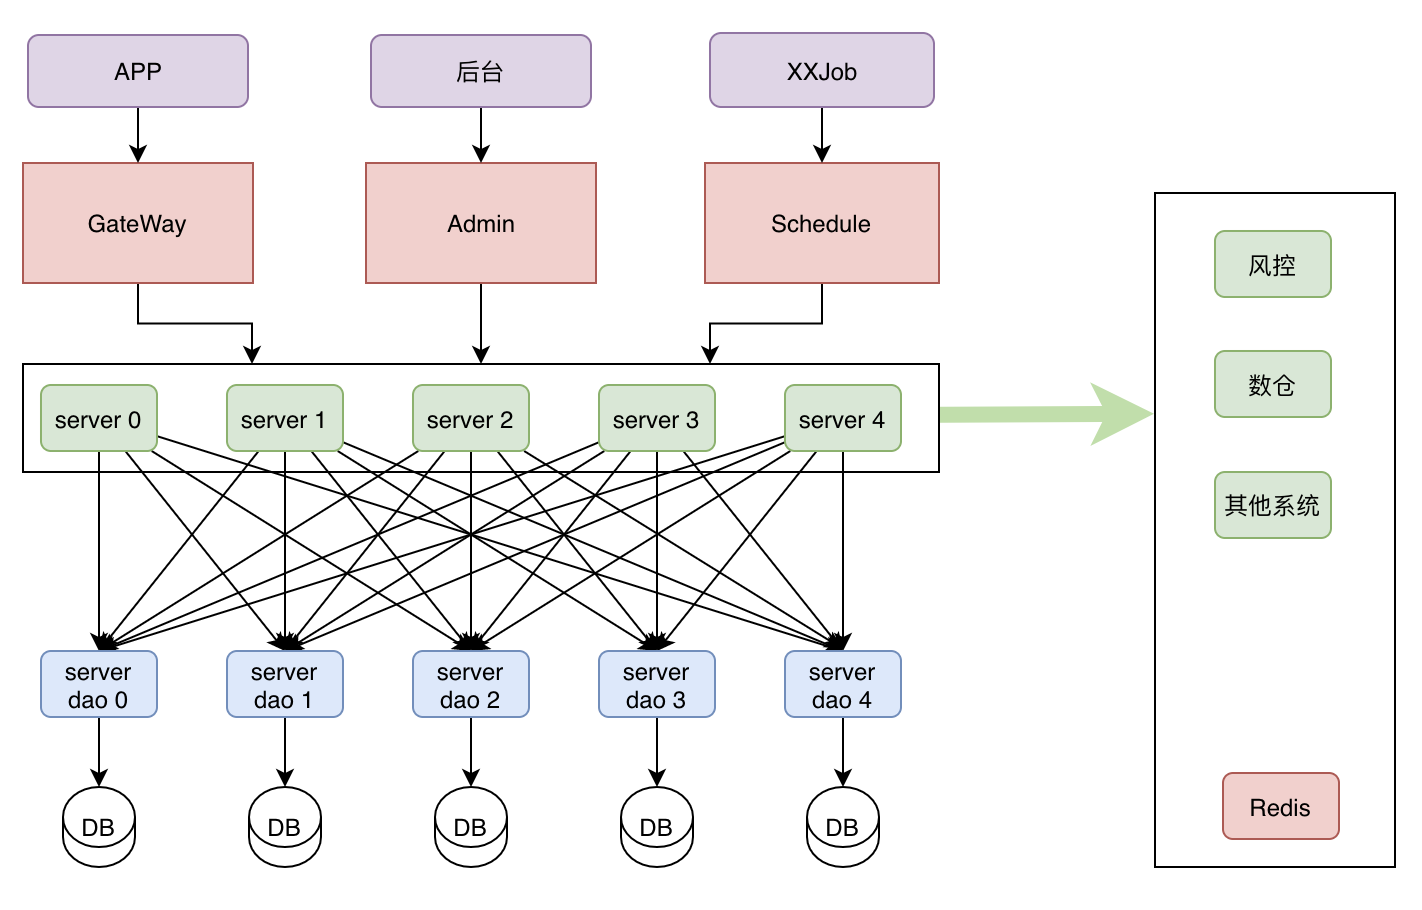 APP
后台
XXJob
GateWay
Admin
Schedule
server 0
server 1
server 2
server 3
server 4
server
dao 0
server
dao 1
server
dao 2
server
dao 3
server
dao 4
DB
DB
DB
DB
DB
风控
数仓
其他系统
Redis